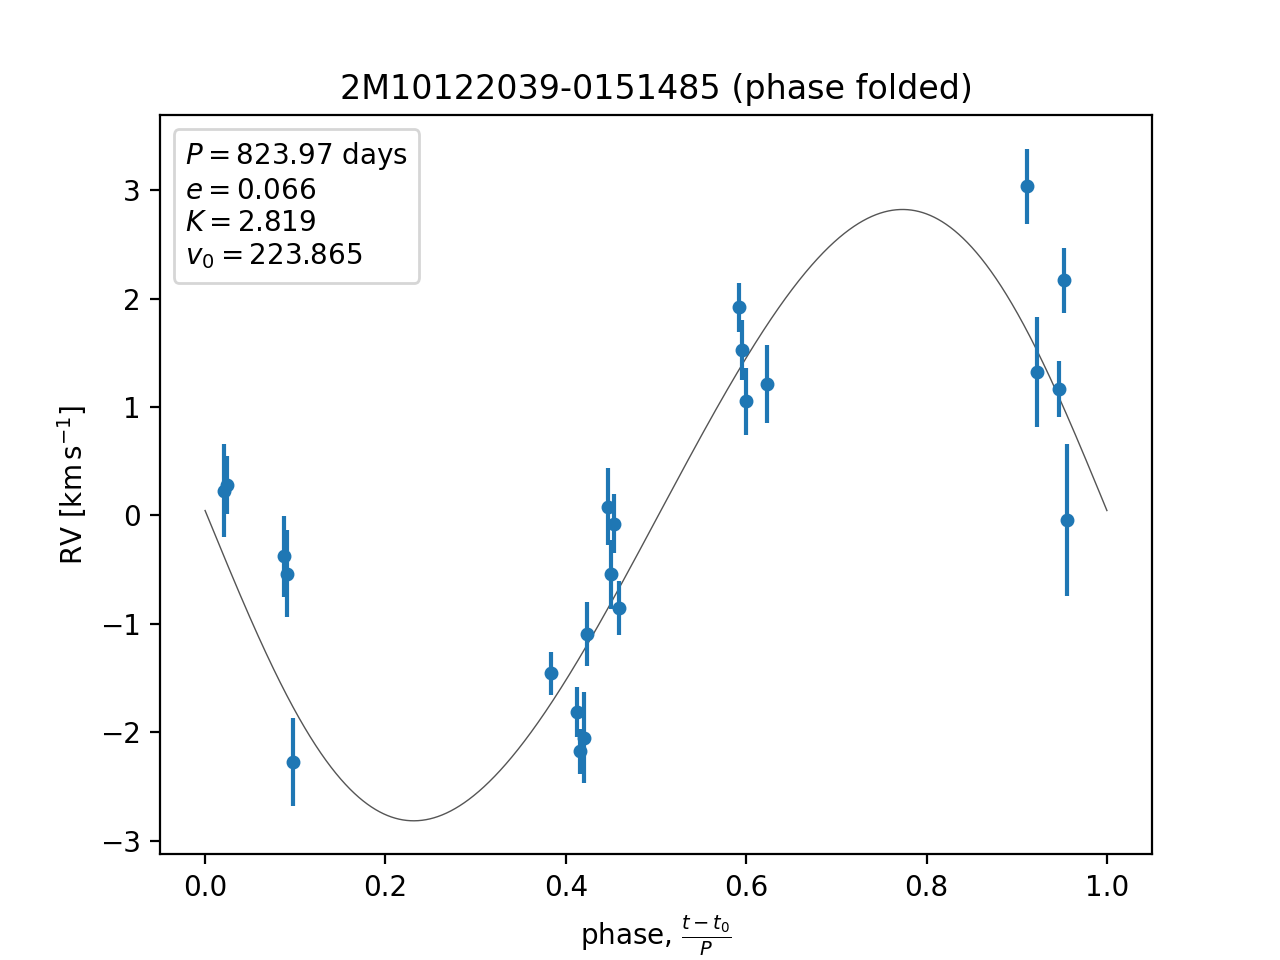 2M10122039-0151485 (phase folded)
P = 823.97 days
e = 0.066
K = 2.819
v₀ = 223.865
3
2
1
0
−1
−2
−3
RV [km s⁻¹]
0.0 0.2 0.4 0.6 0.8 1.0
phase, (t − t₀)/P